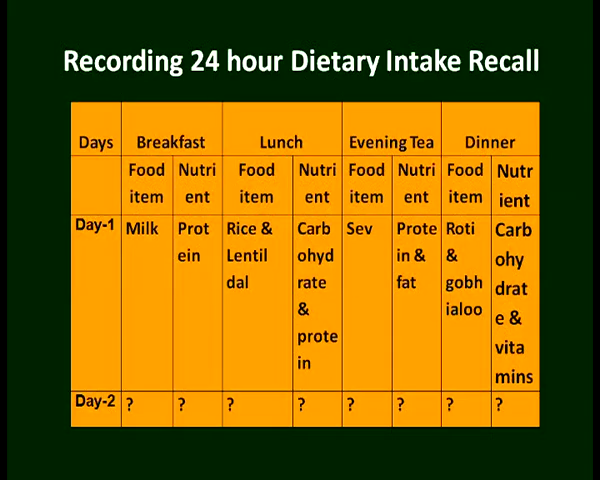 Recording 24 hour Dietary Intake Recall
Days Breakfast Lunch Evening Tea Dinner
Food item Nutri ent Food item Nutri ent Food item Nutri ent Food item Nutr ient
Day-1 Milk Prot ein Rice & Lentil dal Carb ohyd rate & prote in Sev Prote in & fat Roti & gobh ialoo Carb ohy drat e & vita mins
Day-2 ? ? ? ? ? ? ? ?